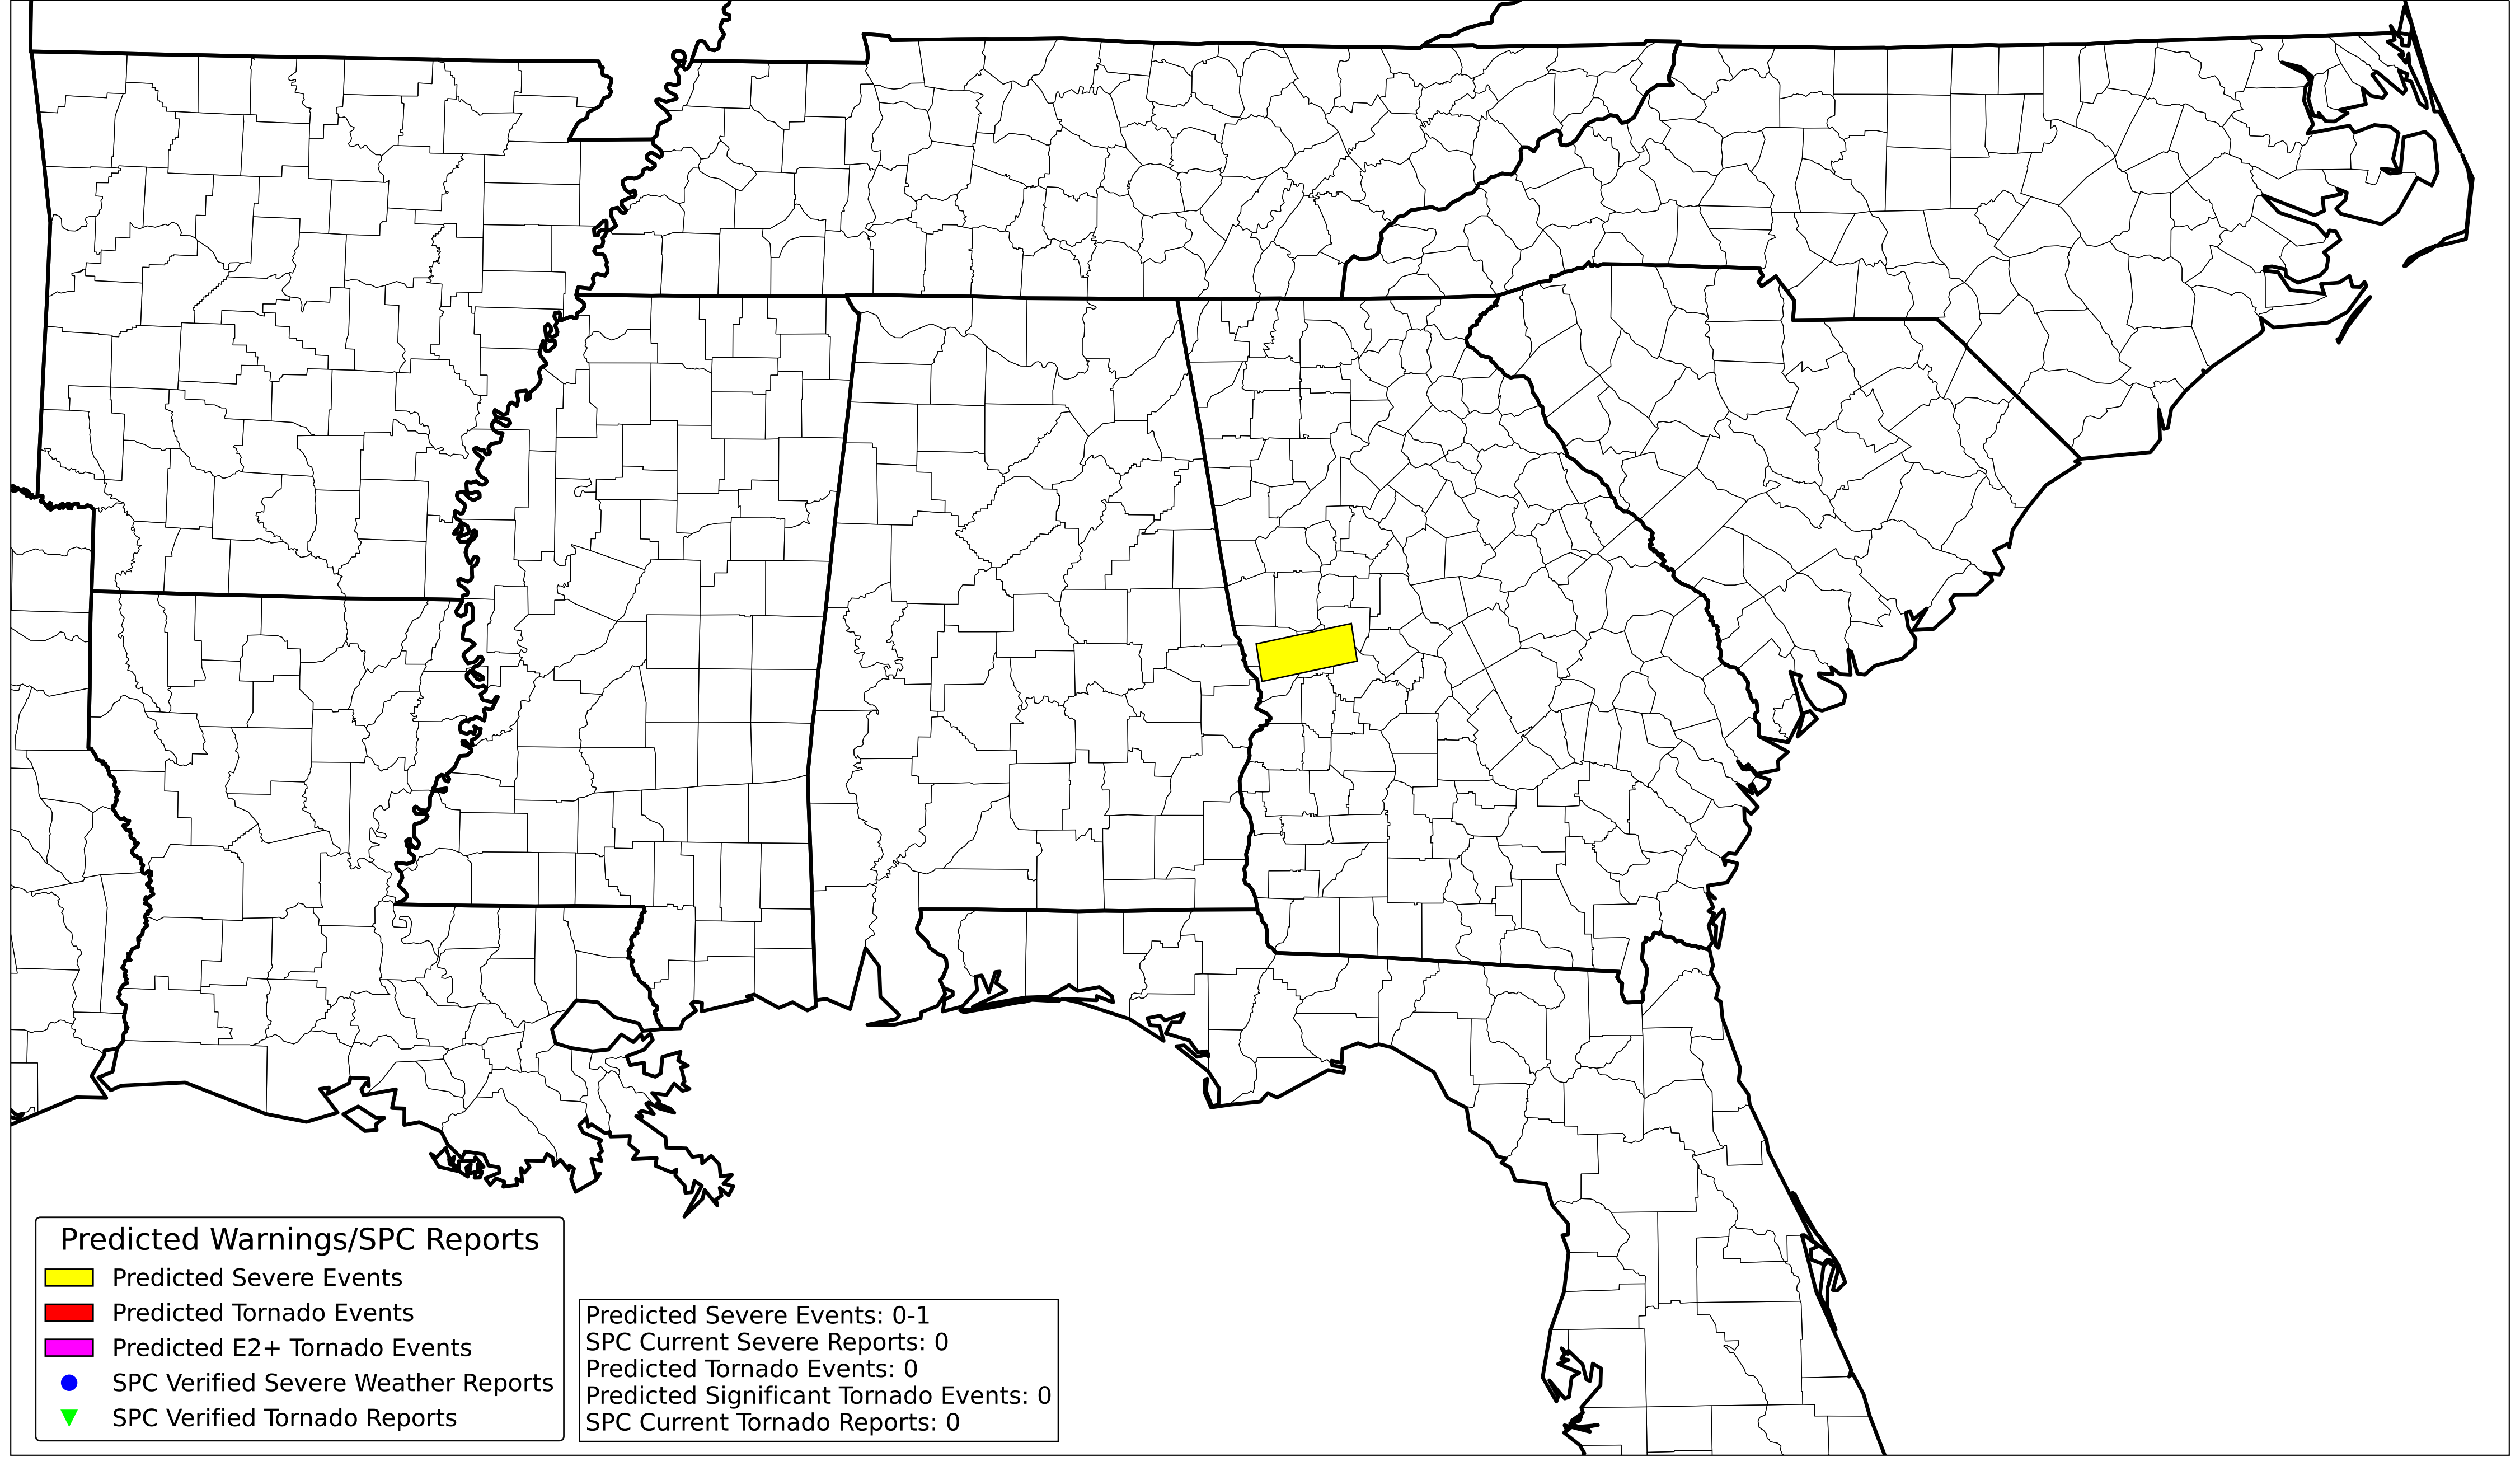 Predicted Warnings/SPC Reports
Predicted Severe Events
Predicted Tornado Events
Predicted E2+ Tornado Events
SPC Verified Severe Weather Reports
SPC Verified Tornado Reports
Predicted Severe Events: 0-1
SPC Current Severe Reports: 0
Predicted Tornado Events: 0
Predicted Significant Tornado Events: 0
SPC Current Tornado Reports: 0